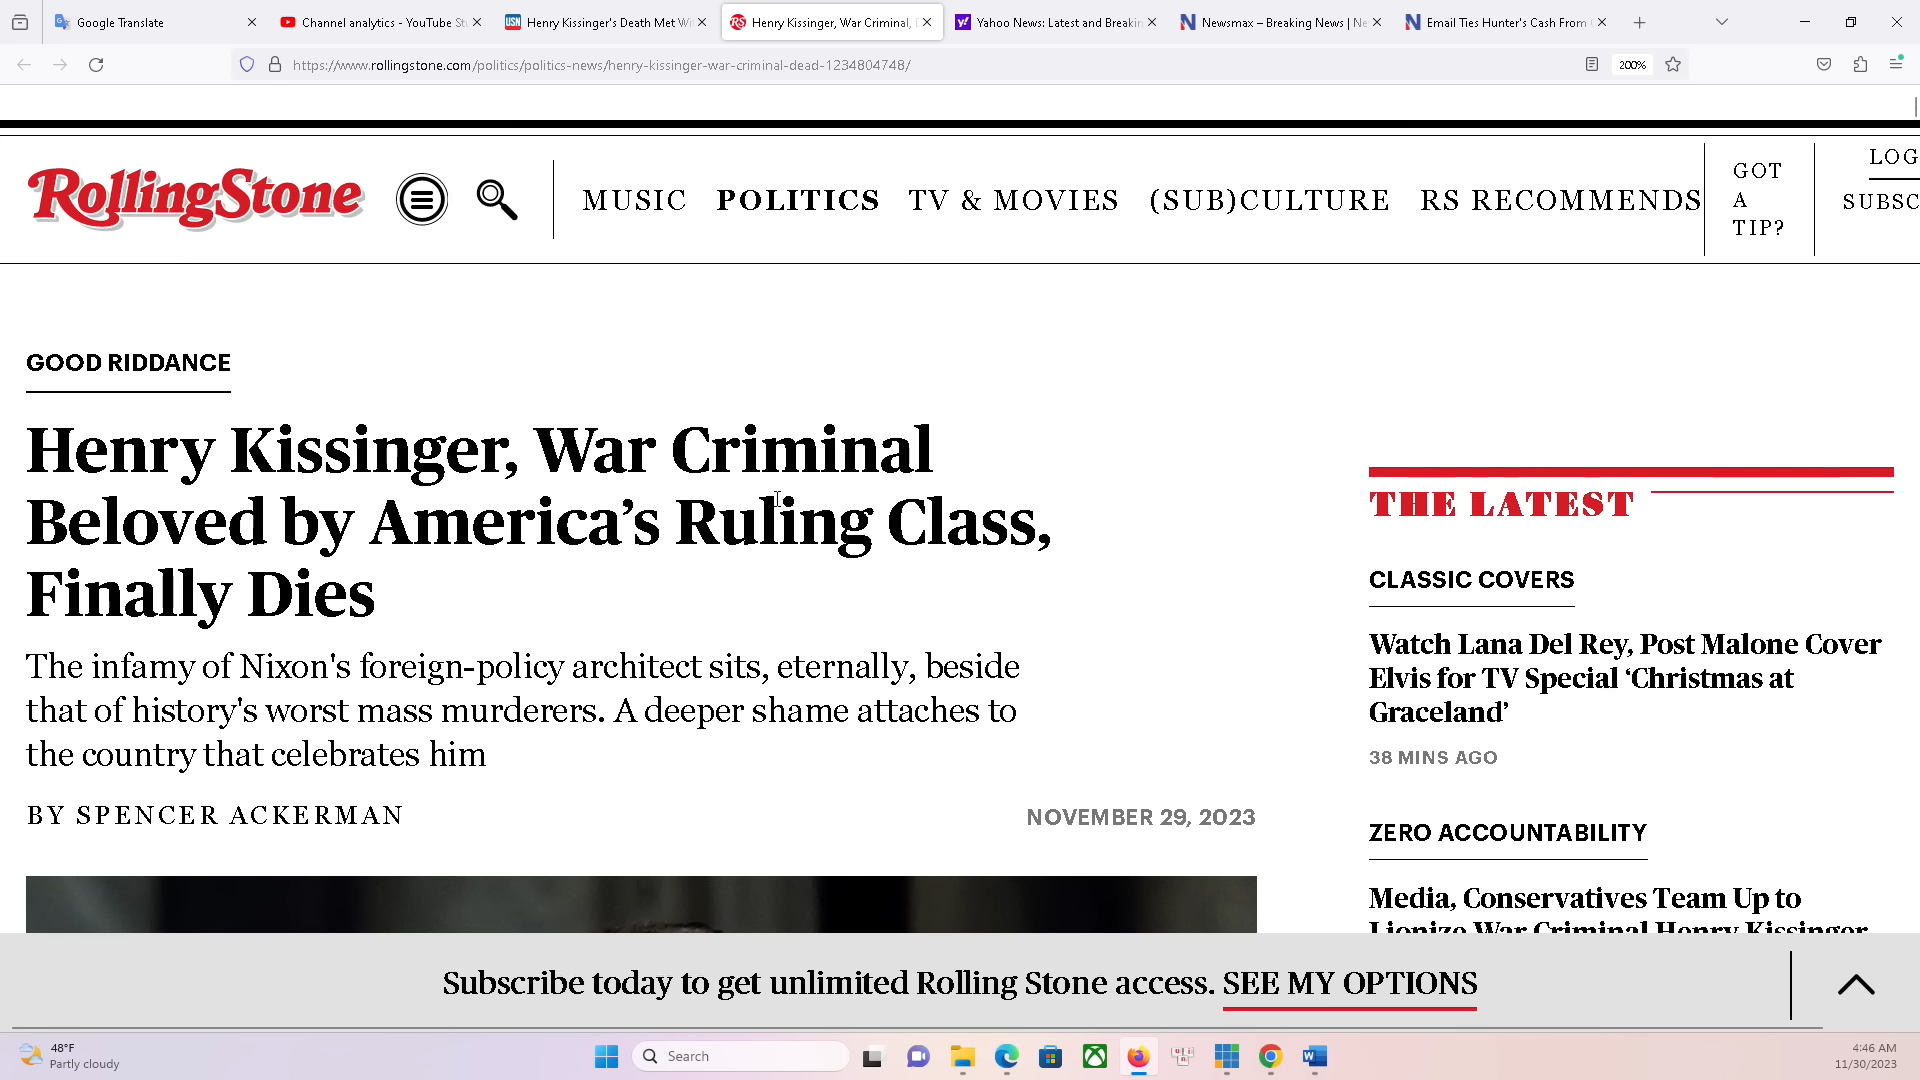 Google Translate
Channel analytics - YouTube St
Henry Kissinger's Death Met Wi
Henry Kissinger, War Criminal,
Yahoo News: Latest and Breakin
Newsmax – Breaking News | Ne
Email Ties Hunter's Cash From
https://www.rollingstone.com/politics/politics-news/henry-kissinger-war-criminal-dead-1234804748/
200%
RollingStone
MUSIC
POLITICS
TV & MOVIES
(SUB)CULTURE
RS RECOMMENDS
GOT
A
TIP?
LOG
SUBSC
GOOD RIDDANCE
Henry Kissinger, War Criminal
Beloved by America’s Ruling Class,
Finally Dies
The infamy of Nixon's foreign-policy architect sits, eternally, beside
that of history's worst mass murderers. A deeper shame attaches to
the country that celebrates him
BY SPENCER ACKERMAN
NOVEMBER 29, 2023
THE LATEST
CLASSIC COVERS
Watch Lana Del Rey, Post Malone Cover
Elvis for TV Special ‘Christmas at
Graceland’
38 MINS AGO
ZERO ACCOUNTABILITY
Media, Conservatives Team Up to
Lionize War Criminal Henry Kissinger
Subscribe today to get unlimited Rolling Stone access. SEE MY OPTIONS
48°F
Partly cloudy
Search
4:46 AM
11/30/2023